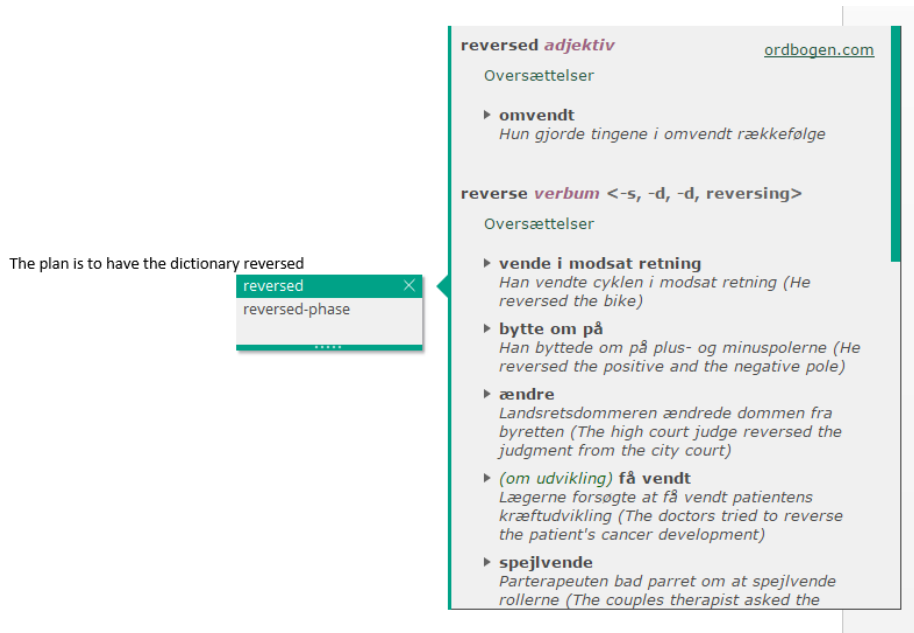 reversed adjektiv
ordbogen.com
Oversættelser
omvendt
Hun gjorde tingene i omvendt rækkefølge
reverse verbum <-s, -d, -d, reversing>
Oversættelser
The plan is to have the dictionary reversed
reversed
reversed-phase
vende i modsat retning
Han vendte cyklen i modsat retning (He
reversed the bike)
bytte om på
Han byttede om på plus- og minuspolerne (He
reversed the positive and the negative pole)
ændre
Landsretsdommeren ændrede dommen fra
byretten (The high court judge reversed the
judgment from the city court)
(om udvikling) få vendt
Lægerne forsøgte at få vendt patientens
kræftudvikling (The doctors tried to reverse
the patient's cancer development)
spejlvende
Parterapeuten bad parret om at spejlvende
rollerne (The couples therapist asked the